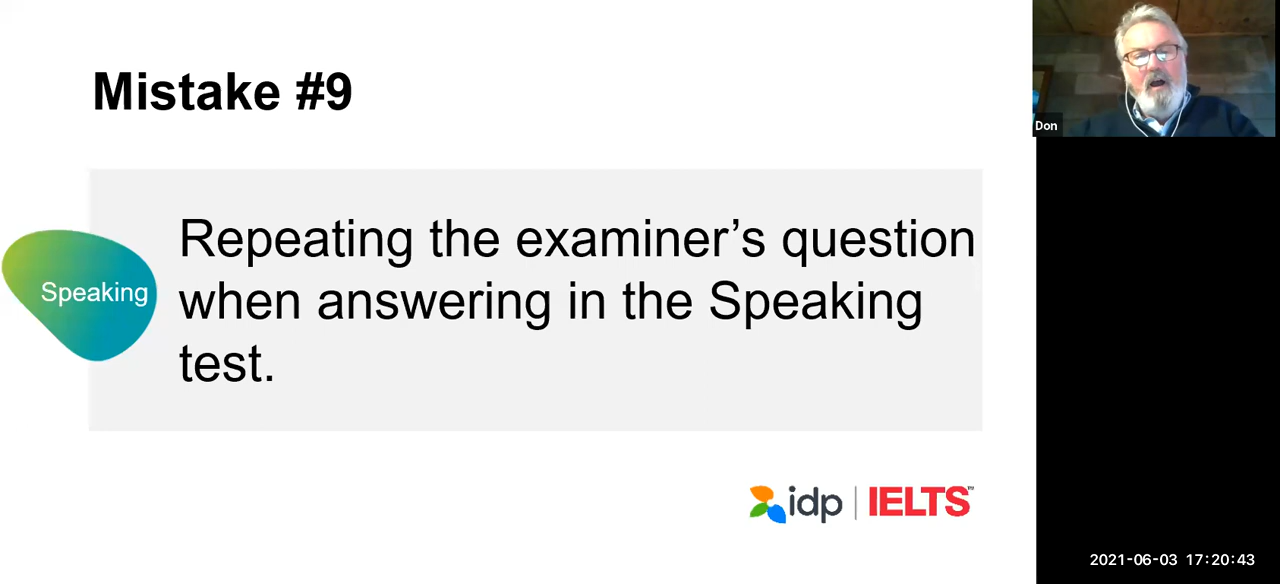 Mistake #9
Repeating the examiner’s question
when answering in the Speaking
test.
Speaking
idp | IELTS™
Don
2021-06-03 17:20:43